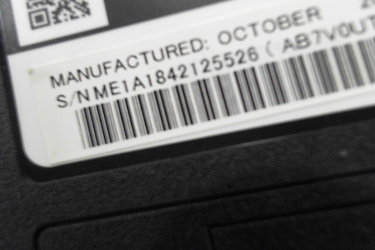 MANUFACTURED: OCTOBER
S/N ME1A1842125526 ( AB7V0UT